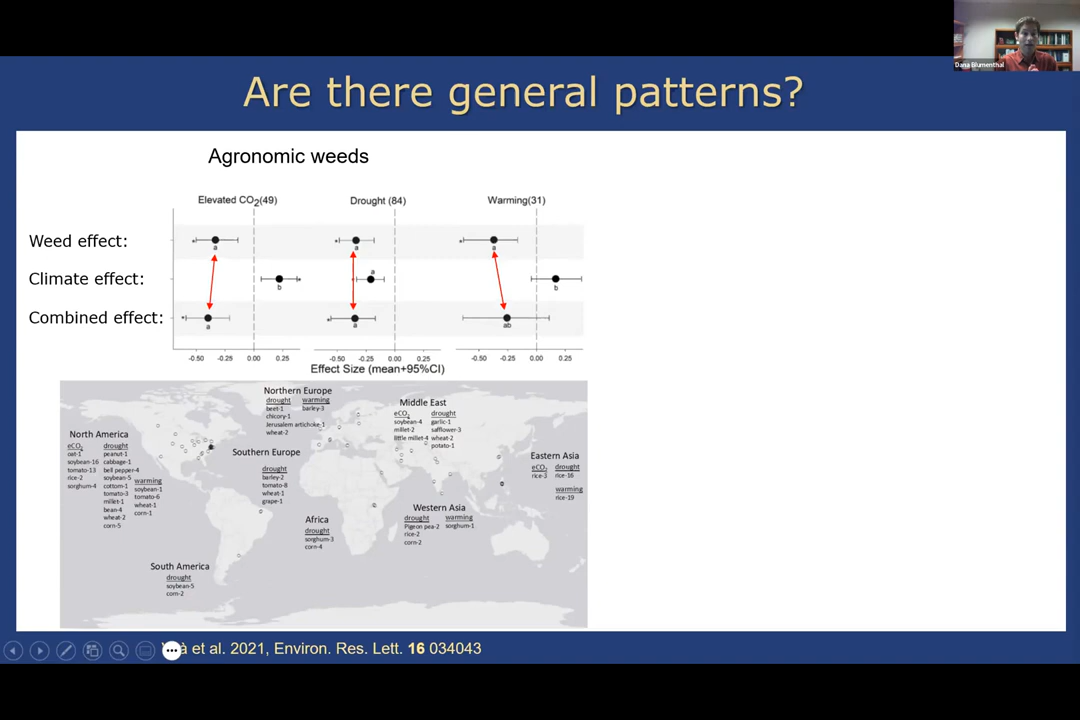 Dana Blumenthal
Are there general patterns?
Agronomic weeds
Elevated CO2(49)
Drought (84)
Warming(31)
Weed effect:
* a
* a
* a
Climate effect:
* b
a
b
Combined effect:
* a
* a
ab
-0.50 -0.25 0.00 0.25
-0.50 -0.25 0.00 0.25
-0.50 -0.25 0.00 0.25
Effect Size (mean+95%CI)
Northern Europe
drought warming
beet-1 barley-3
chicory-1
Jerusalem artichoke-1
wheat-2
Middle East
eCO2 drought
soybean-4 garlic-1
millet-2 safflower-3
little millet-4 wheat-2
potato-1
North America
eCO2 drought
oat-1 peanut-1
soybean-16 cabbage-1
tomato-13 bell pepper-4
rice-2 soybean-5
sorghum-4 cottom-1
tomato-3
millet-1
bean-4
wheat-2
corn-5
warming
soybean-1
tomato-6
wheat-1
corn-1
Southern Europe
drought
barley-2
tomato-8
wheat-1
grape-1
Eastern Asia
eCO2 drought
rice-3 rice-16
warming
rice-19
Western Asia
drought warming
Pigeon pea-2 sorghum-1
rice-2
corn-2
Africa
drought
sorghum-3
corn-4
South America
drought
soybean-5
corn-2
à et al. 2021, Environ. Res. Lett. 16 034043